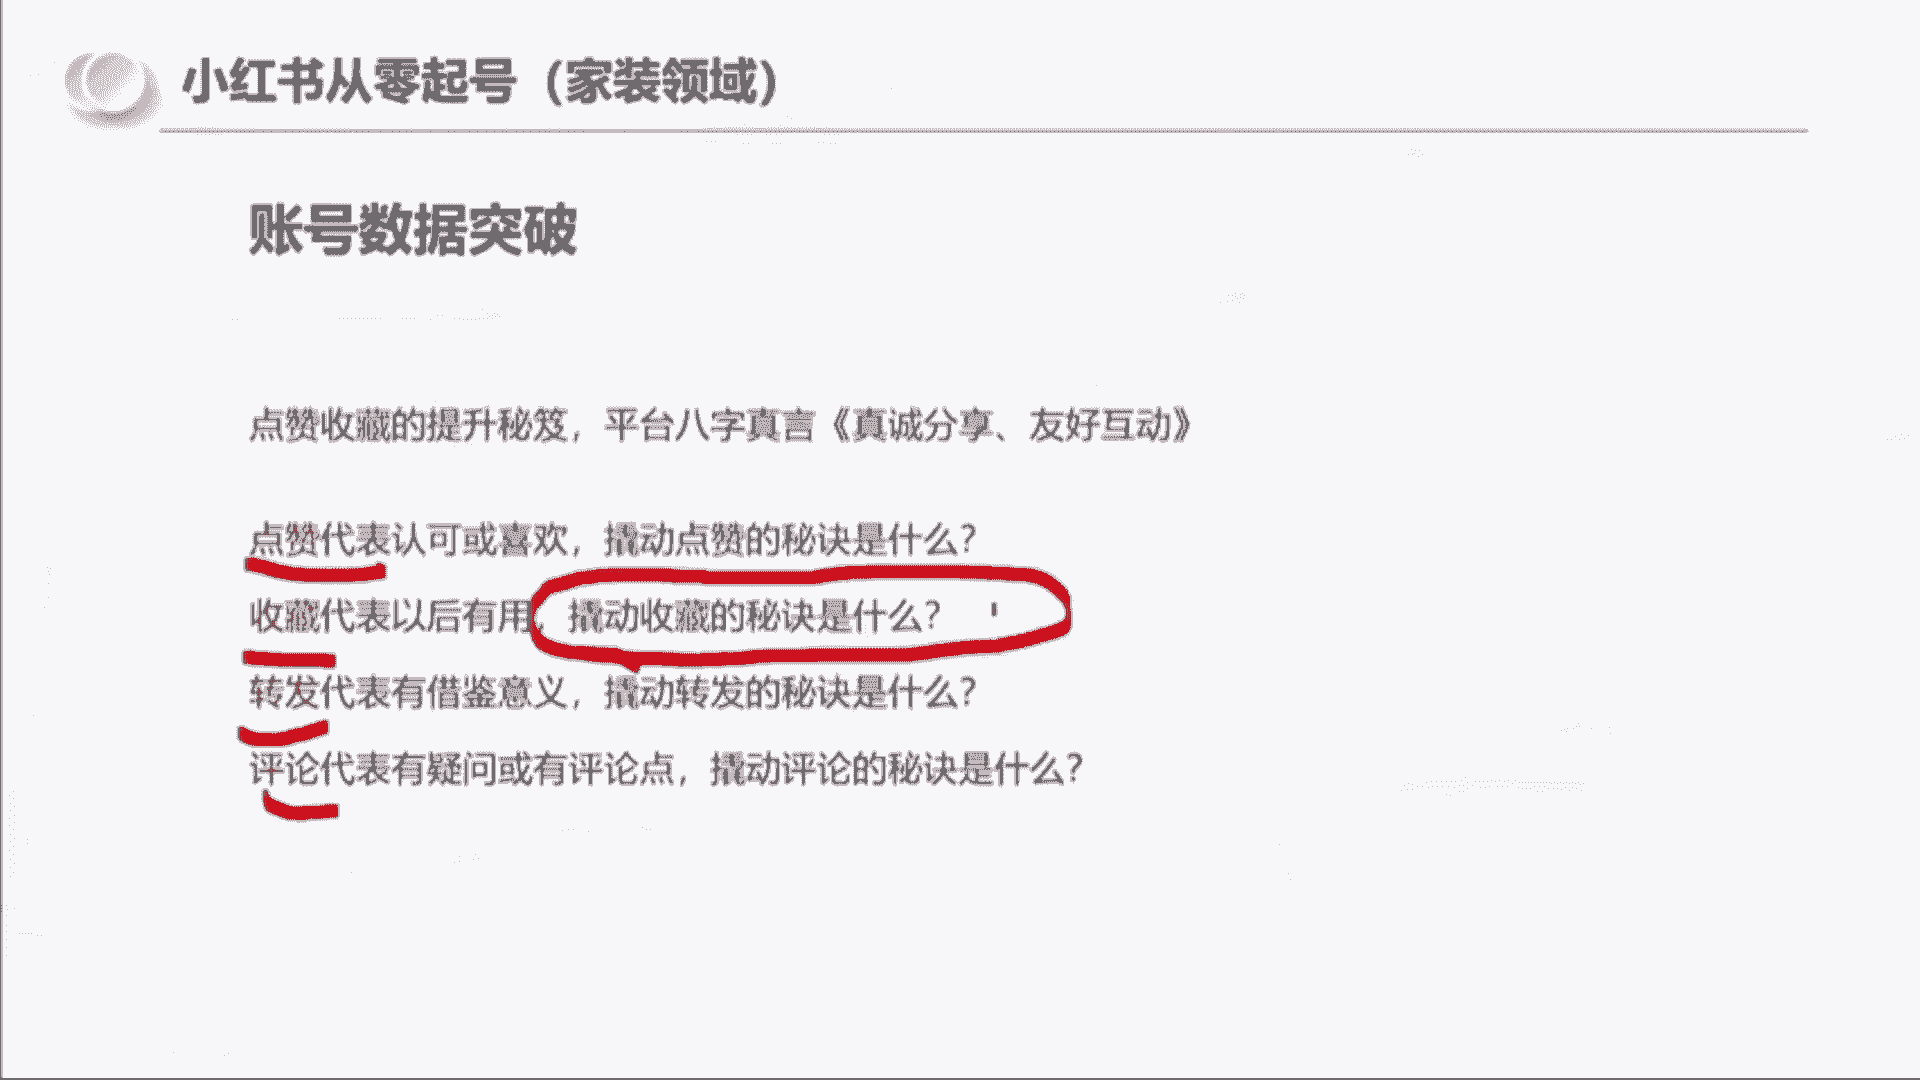 小红书从零起号（家装领域）
账号数据突破
点赞收藏的提升秘笈，平台八字真言《真诚分享、友好互动》
点赞代表认可或喜欢，撬动点赞的秘诀是什么？
收藏代表以后有用，撬动收藏的秘诀是什么？
转发代表有借鉴意义，撬动转发的秘诀是什么？
评论代表有疑问或有评论点，撬动评论的秘诀是什么？